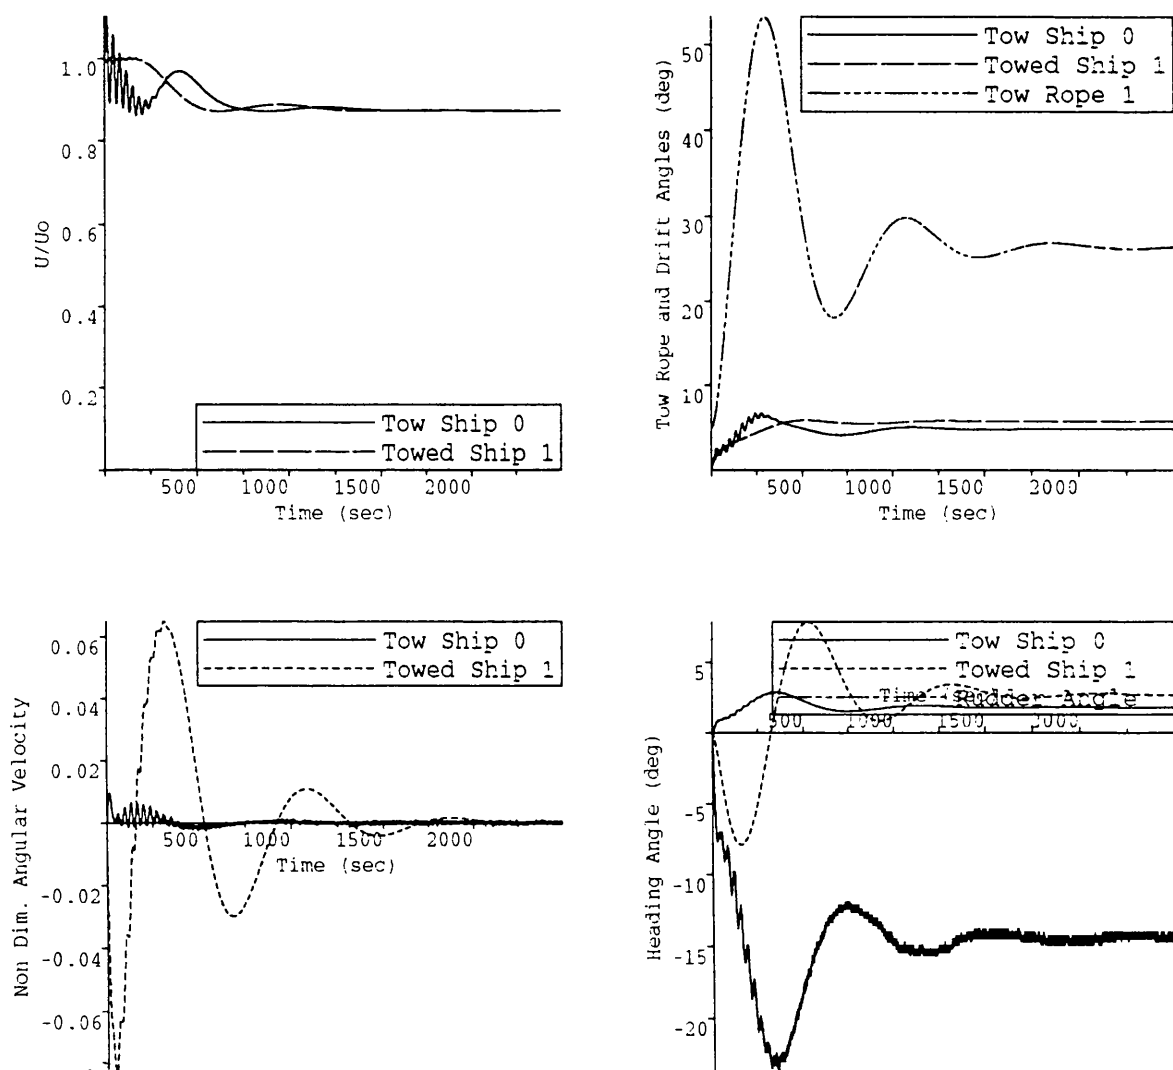 U/Uo
1.0
0.8
0.6
0.4
0.2
Tow Ship 0
Towed Ship 1
500 1000 1500 2000
Time (sec)
Tow Rope and Drift Angles (deg)
50
40
30
20
10
Tow Ship 0
Towed Ship 1
Tow Rope 1
500 1000 1500 2000
Time (sec)
Non Dim. Angular Velocity
0.06
0.04
0.02
-0.02
-0.04
-0.06
Tow Ship 0
Towed Ship 1
500 1000 1500 2000
Time (sec)
Heading Angle (deg)
5
-5
-10
-15
-20
Tow Ship 0
Towed Ship 1
Rudder Angle
Time (sec)
500 1000 1500 2000